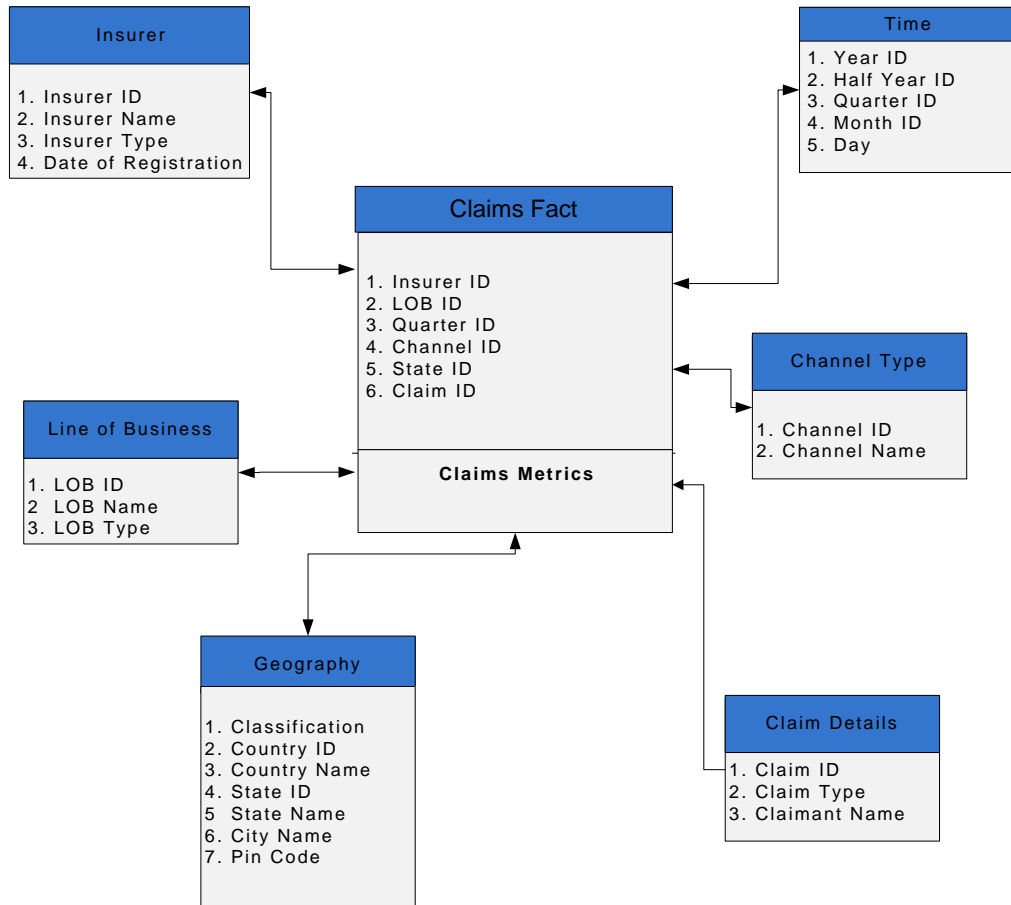 Insurer
1. Insurer ID
2. Insurer Name
3. Insurer Type
4. Date of Registration
Time
1. Year ID
2. Half Year ID
3. Quarter ID
4. Month ID
5. Day
Claims Fact
1. Insurer ID
2. LOB ID
3. Quarter ID
4. Channel ID
5. State ID
6. Claim ID
Claims Metrics
Channel Type
1. Channel ID
2. Channel Name
Line of Business
1. LOB ID
2 LOB Name
3. LOB Type
Geography
1. Classification
2. Country ID
3. Country Name
4. State ID
5 State Name
6. City Name
7. Pin Code
Claim Details
1. Claim ID
2. Claim Type
3. Claimant Name